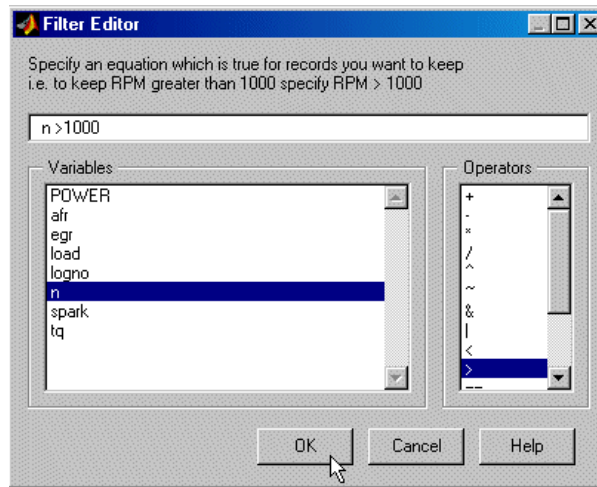 Filter Editor
Specify an equation which is true for records you want to keep
i.e. to keep RPM greater than 1000 specify RPM > 1000
n >1000
Variables
POWER
afr
egr
load
logno
n
spark
tq
Operators
+
-
*
/
^
~
&
|
<
>
==
OK
Cancel
Help